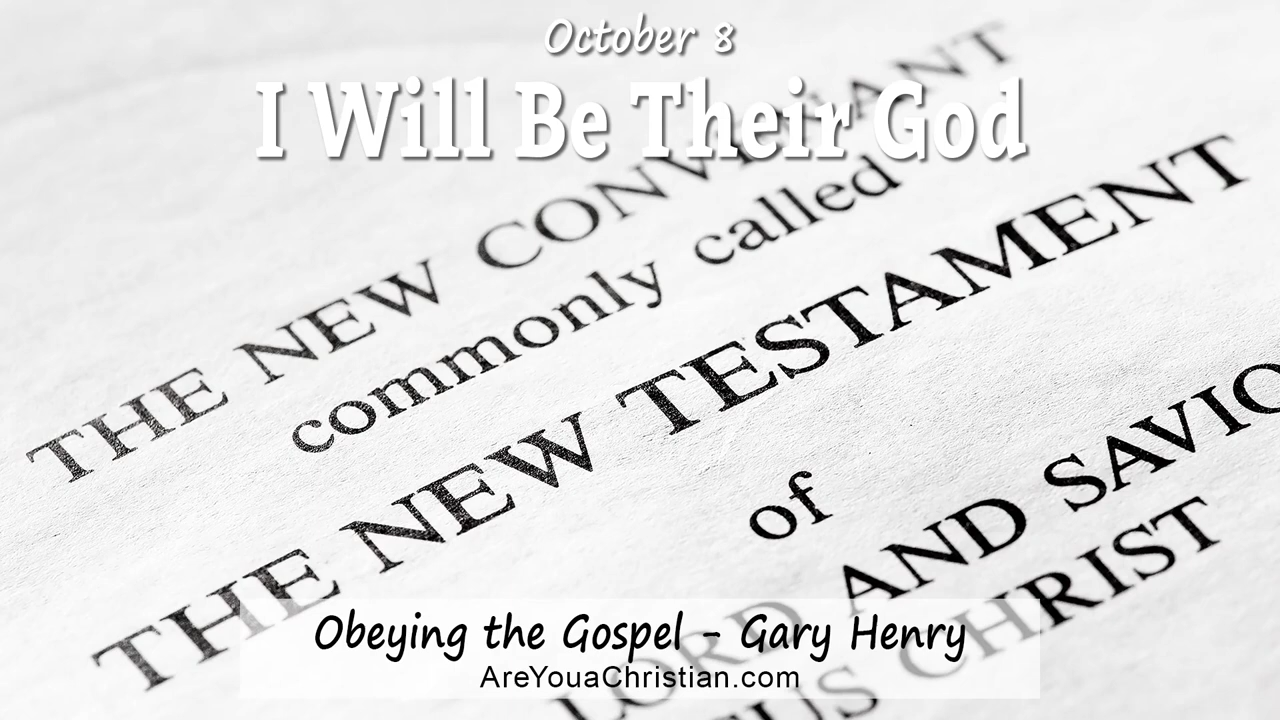 October 8
I Will Be Their God
THE NEW
commonly called
THE NEW TESTAMENT
of
LORD AND SAVIO
CHRIST
Obeying the Gospel - Gary Henry
AreYouaChristian.com